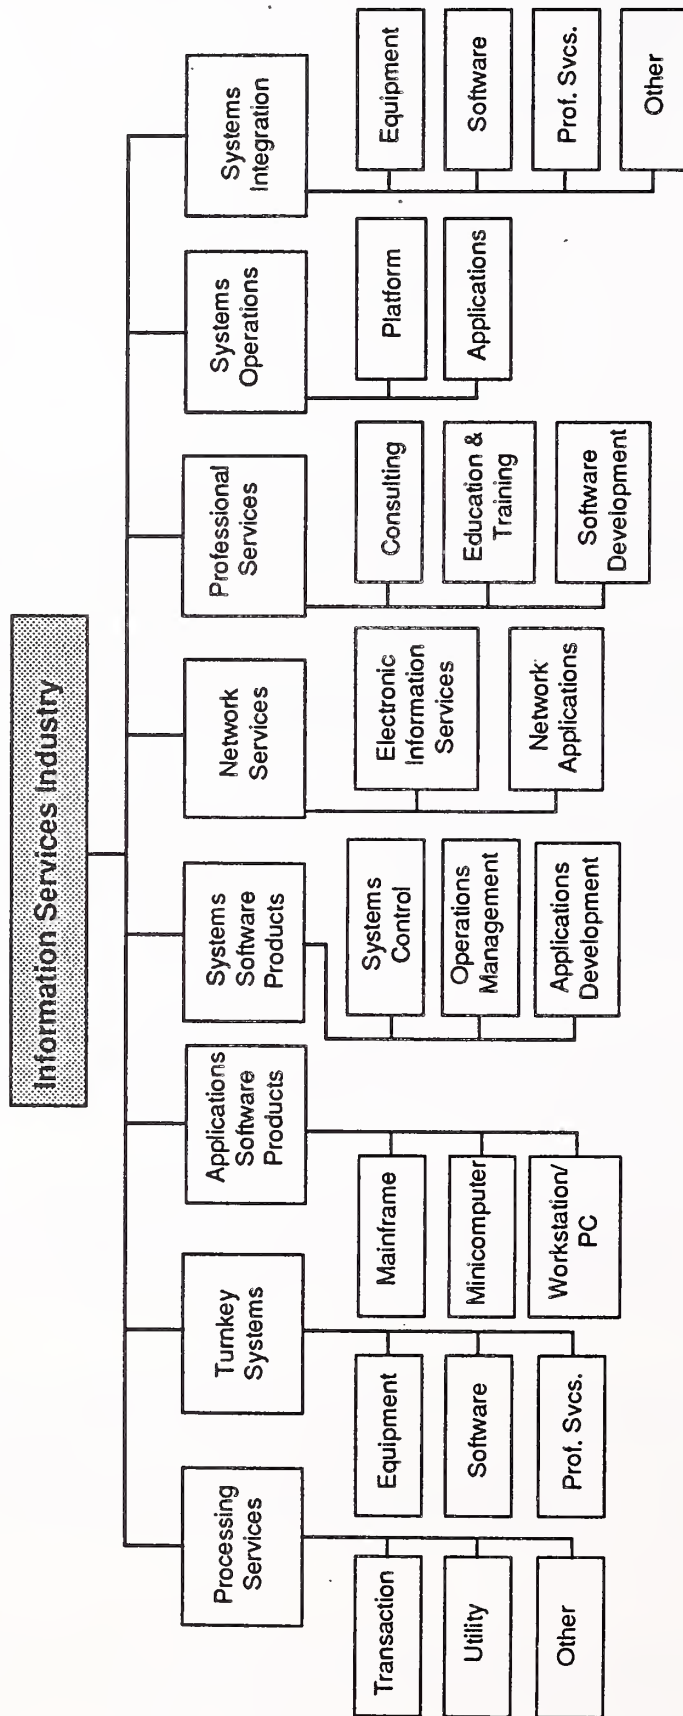 Information Services Industry
Processing
Services
Transaction
Utility
Other
Turnkey
Systems
Equipment
Software
Prof. Svcs.
Applications
Software
Products
Mainframe
Minicomputer
Workstation/
PC
Systems
Software
Products
Systems
Control
Operations
Management
Applications
Development
Network
Services
Electronic
Information
Services
Network
Applications
Professional
Services
Consulting
Education &
Training
Software
Development
Systems
Operations
Platform
Applications
Systems
Integration
Equipment
Software
Prof. Svcs.
Other